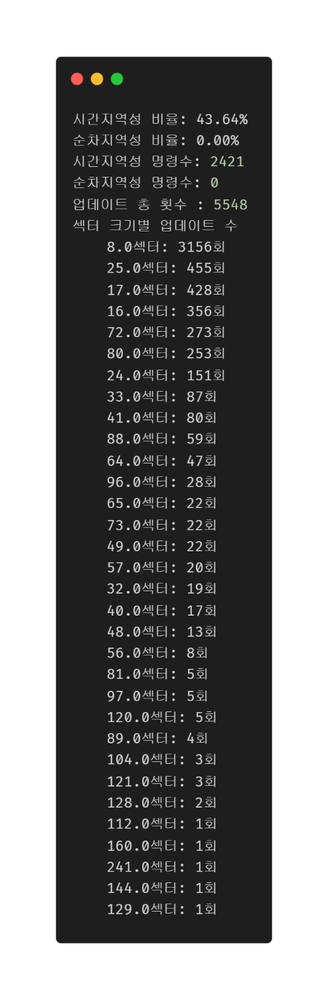 시간지역성 비율: 43.64%
순차지역성 비율: 0.00%
시간지역성 명령수: 2421
순차지역성 명령수: 0
업데이트 총 횟수 : 5548
섹터 크기별 업데이트 수
8.0섹터: 3156회
25.0섹터: 455회
17.0섹터: 428회
16.0섹터: 356회
72.0섹터: 273회
80.0섹터: 253회
24.0섹터: 151회
33.0섹터: 87회
41.0섹터: 80회
88.0섹터: 59회
64.0섹터: 47회
96.0섹터: 28회
65.0섹터: 22회
73.0섹터: 22회
49.0섹터: 22회
57.0섹터: 20회
32.0섹터: 19회
40.0섹터: 17회
48.0섹터: 13회
56.0섹터: 8회
81.0섹터: 5회
97.0섹터: 5회
120.0섹터: 5회
89.0섹터: 4회
104.0섹터: 3회
121.0섹터: 3회
128.0섹터: 2회
112.0섹터: 1회
160.0섹터: 1회
241.0섹터: 1회
144.0섹터: 1회
129.0섹터: 1회